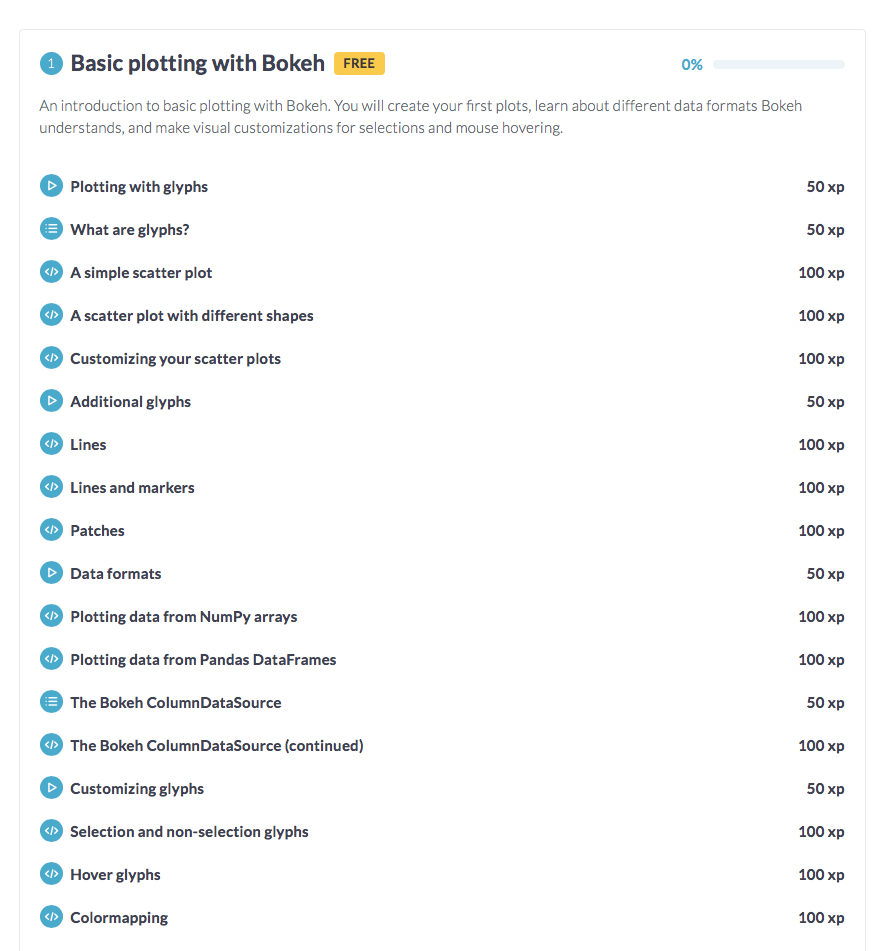 1 Basic plotting with Bokeh FREE 0%
An introduction to basic plotting with Bokeh. You will create your first plots, learn about different data formats Bokeh
understands, and make visual customizations for selections and mouse hovering.
Plotting with glyphs 50 xp
What are glyphs? 50 xp
A simple scatter plot 100 xp
A scatter plot with different shapes 100 xp
Customizing your scatter plots 100 xp
Additional glyphs 50 xp
Lines 100 xp
Lines and markers 100 xp
Patches 100 xp
Data formats 50 xp
Plotting data from NumPy arrays 100 xp
Plotting data from Pandas DataFrames 100 xp
The Bokeh ColumnDataSource 50 xp
The Bokeh ColumnDataSource (continued) 100 xp
Customizing glyphs 50 xp
Selection and non-selection glyphs 100 xp
Hover glyphs 100 xp
Colormapping 100 xp